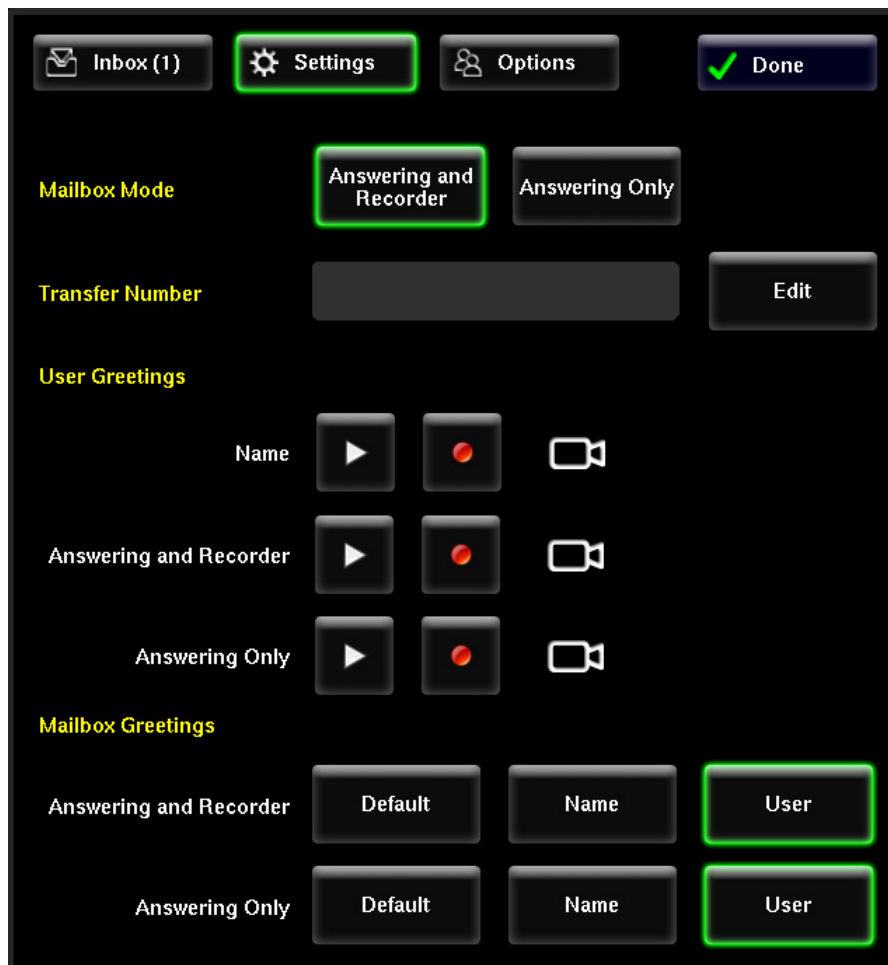 Inbox (1) Settings Options Done
Mailbox Mode Answering and Recorder Answering Only
Transfer Number Edit
User Greetings
Name
Answering and Recorder
Answering Only
Mailbox Greetings
Answering and Recorder Default Name User
Answering Only Default Name User